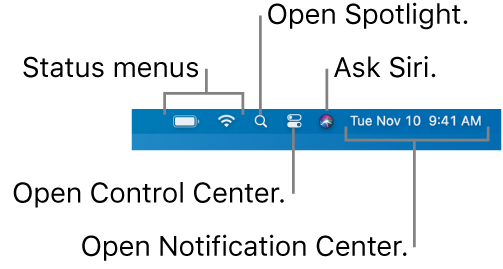 Open Spotlight.
Status menus
Ask Siri.
Tue Nov 10 9:41 AM
Open Control Center.
Open Notification Center.